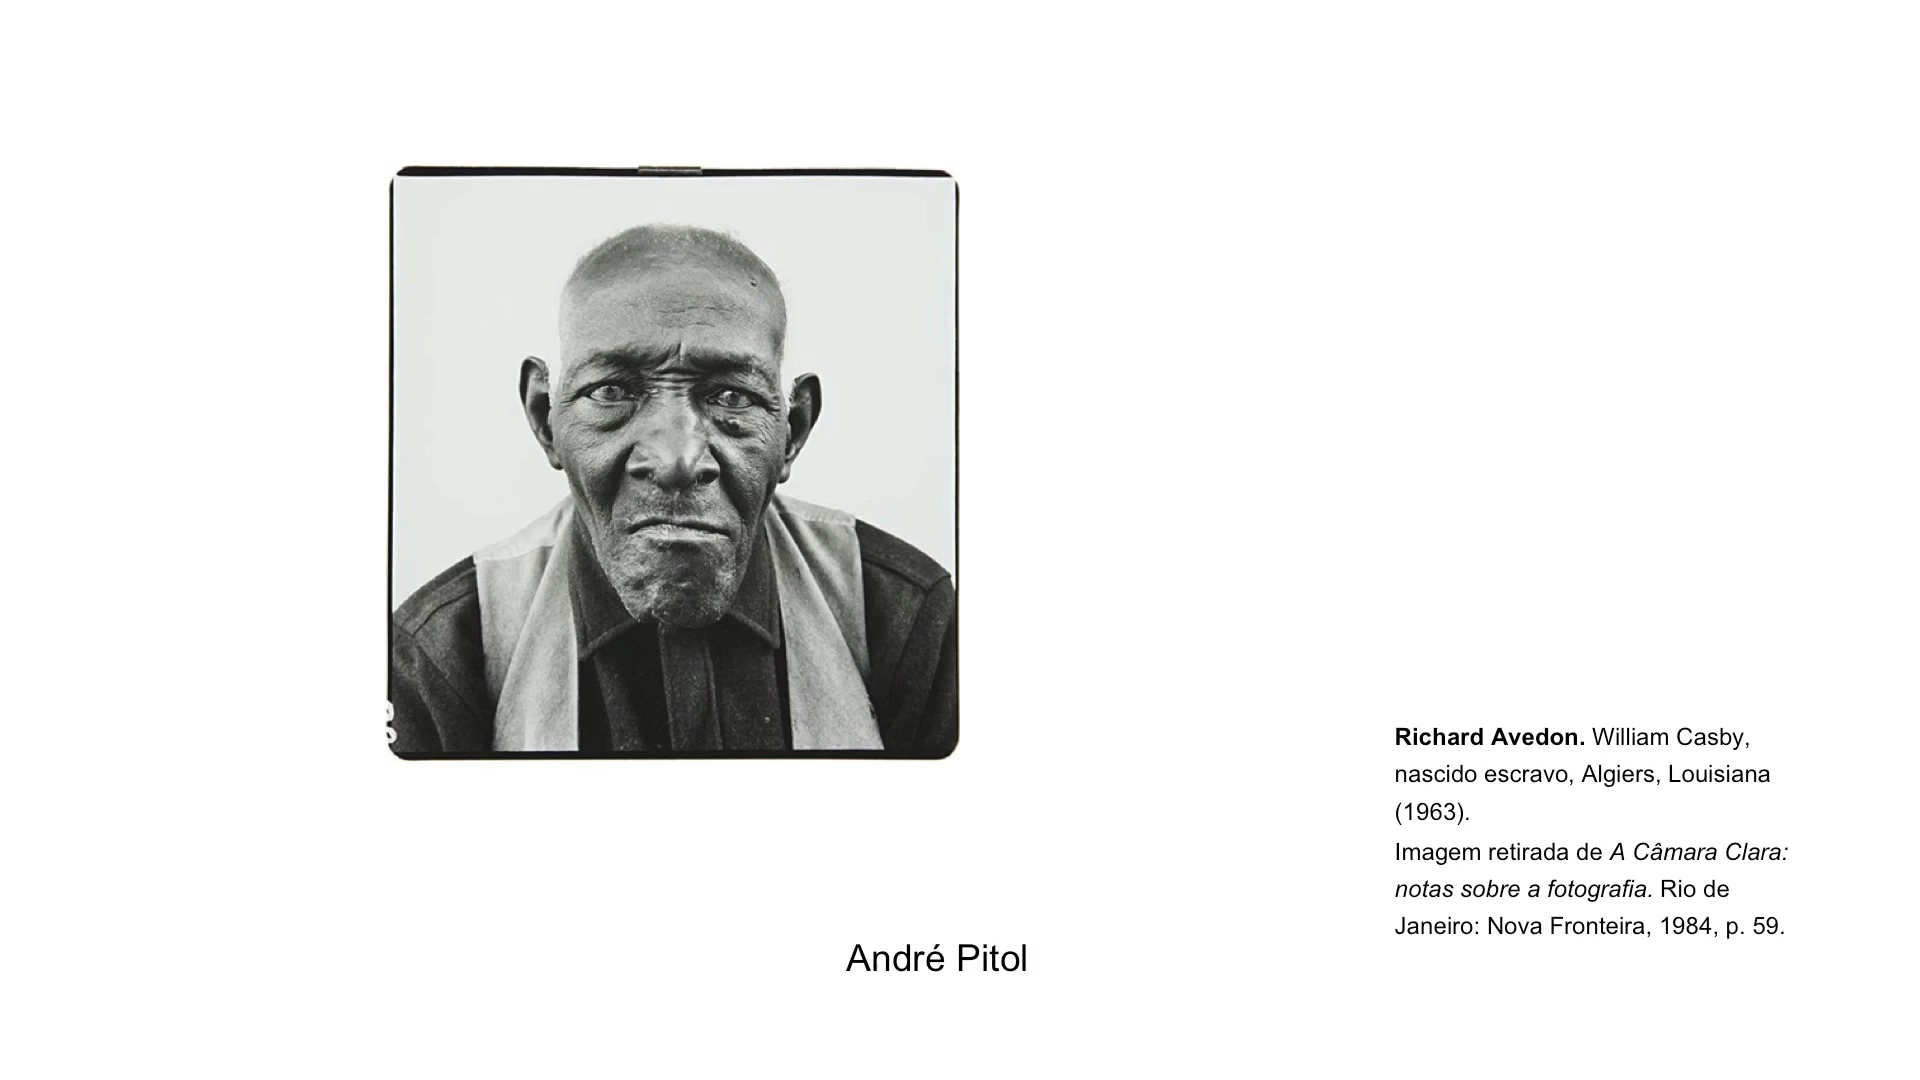 Richard Avedon. William Casby,
nascido escravo, Algiers, Louisiana
(1963).
Imagem retirada de A Câmara Clara:
notas sobre a fotografia. Rio de
Janeiro: Nova Fronteira, 1984, p. 59.
André Pitol